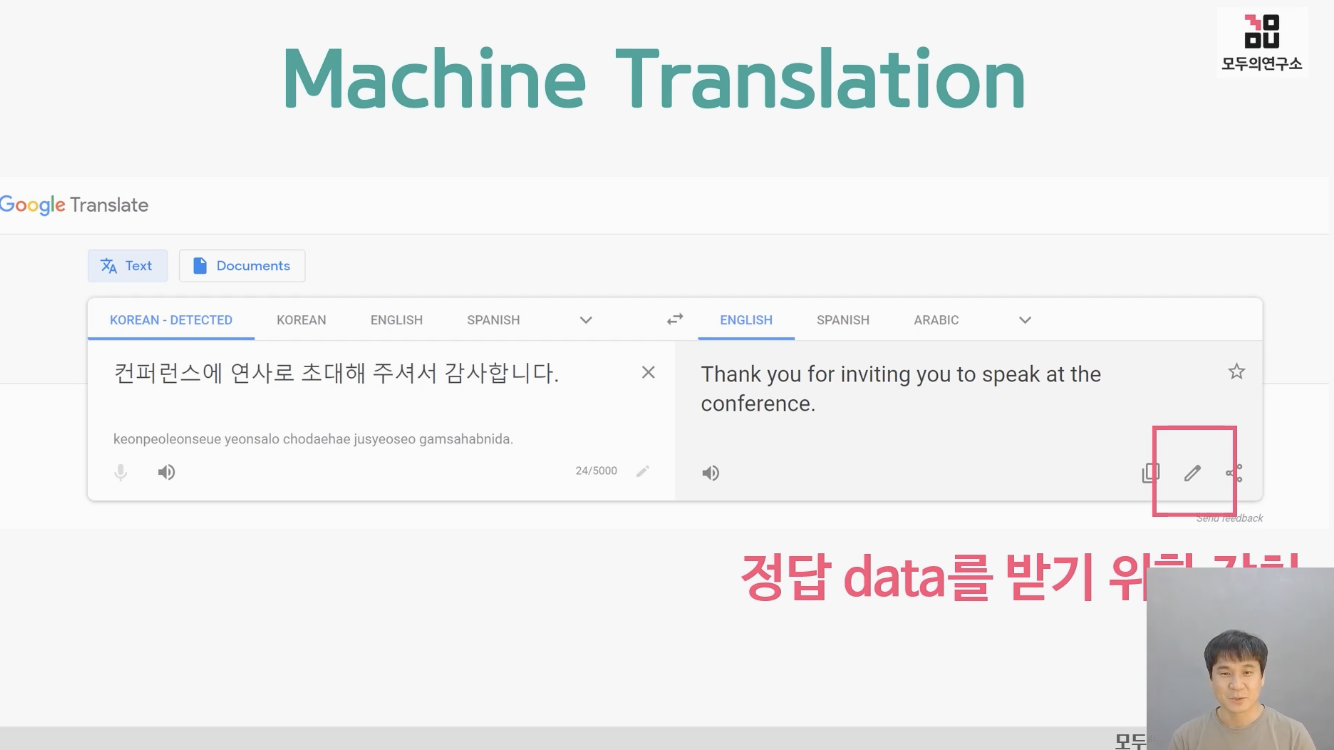 Machine Translation
모두의연구소
Google Translate
Text
Documents
KOREAN - DETECTED
KOREAN
ENGLISH
SPANISH
ENGLISH
SPANISH
ARABIC
컨퍼런스에 연사로 초대해 주셔서 감사합니다.
Thank you for inviting you to speak at the
conference.
keonpeoleonseue yeonsalo chodaehae jusyeoseo gamsahabnida.
24/5000
Send feedback
정답 data를 받기 위한
모두